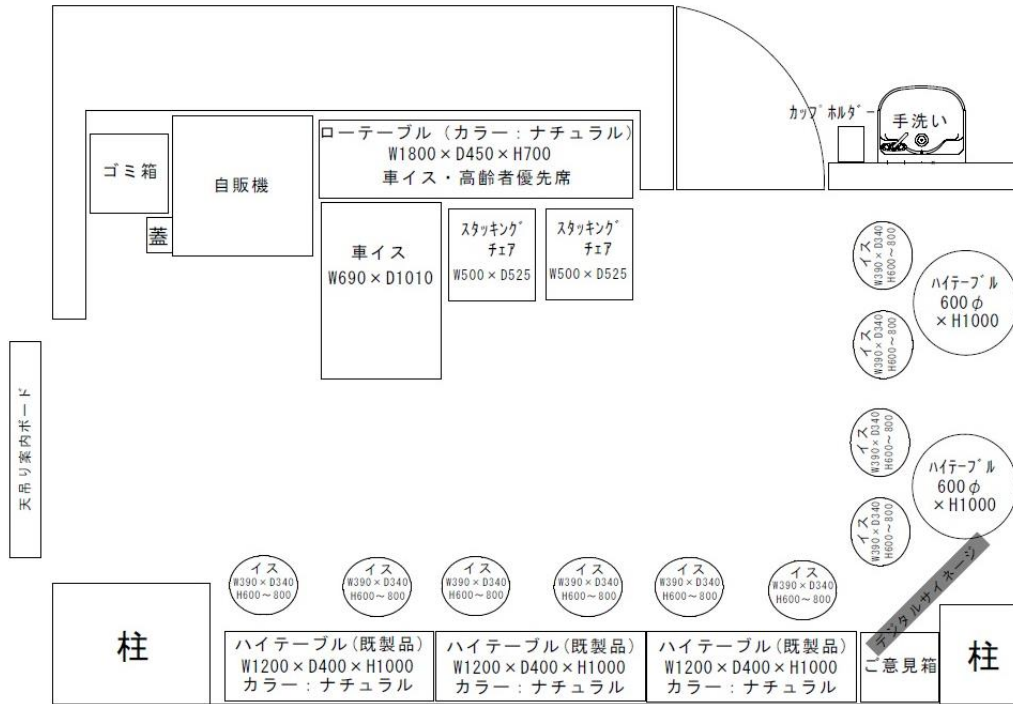 カップホルダー
手洗い
ゴミ箱
自販機
蓋
ローテーブル (カラー：ナチュラル)
W1800×D450×H700
車イス・高齢者優先席
車イス
W690×D1010
スタッキング
チェア
W500×D525
スタッキング
チェア
W500×D525
イス
W390×D340
H600～800
ハイテーブル
600φ
×H1000
イス
W390×D340
H600～800
イス
W390×D340
H600～800
ハイテーブル
600φ
×H1000
イス
W390×D340
H600～800
天吊り案内ボード
イス
W390×D340
H600～800
イス
W390×D340
H600～800
イス
W390×D340
H600～800
イス
W390×D340
H600～800
イス
W390×D340
H600～800
イス
W390×D340
H600～800
デジタルサイネージ
柱
ハイテーブル(既製品)
W1200×D400×H1000
カラー：ナチュラル
ハイテーブル(既製品)
W1200×D400×H1000
カラー：ナチュラル
ハイテーブル(既製品)
W1200×D400×H1000
カラー：ナチュラル
ご意見箱
柱